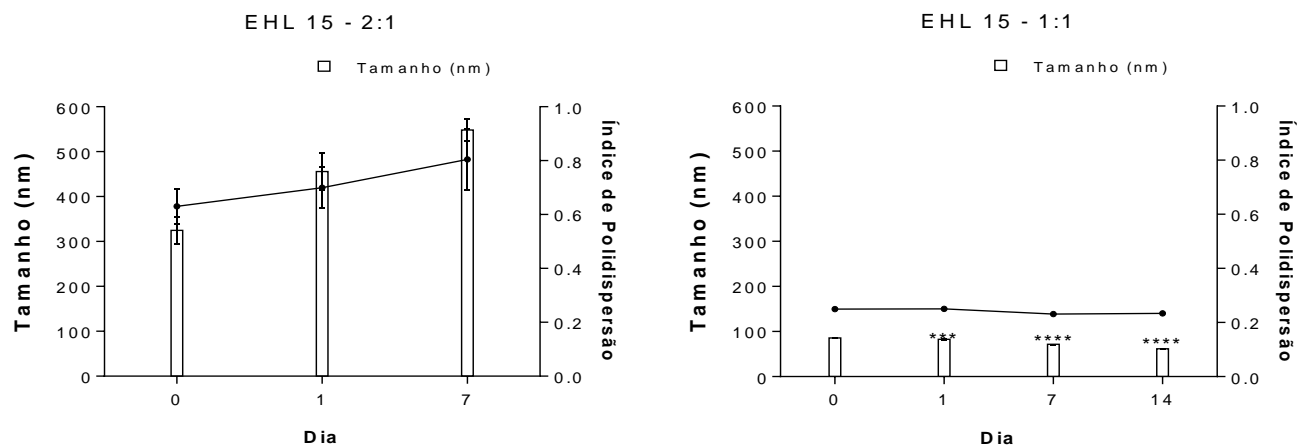 EHL 15 - 2:1
Tamanho (nm)
600
500
400
300
200
100
0
Tamanho (nm)
1.0
0.8
0.6
0.4
0.2
0.0
Índice de Polidispersão
0 1 7
Dia
EHL 15 - 1:1
Tamanho (nm)
600
500
400
300
200
100
0
Tamanho (nm)
1.0
0.8
0.6
0.4
0.2
0.0
Índice de Polidispersão
*** **** ****
0 1 7 14
Dia